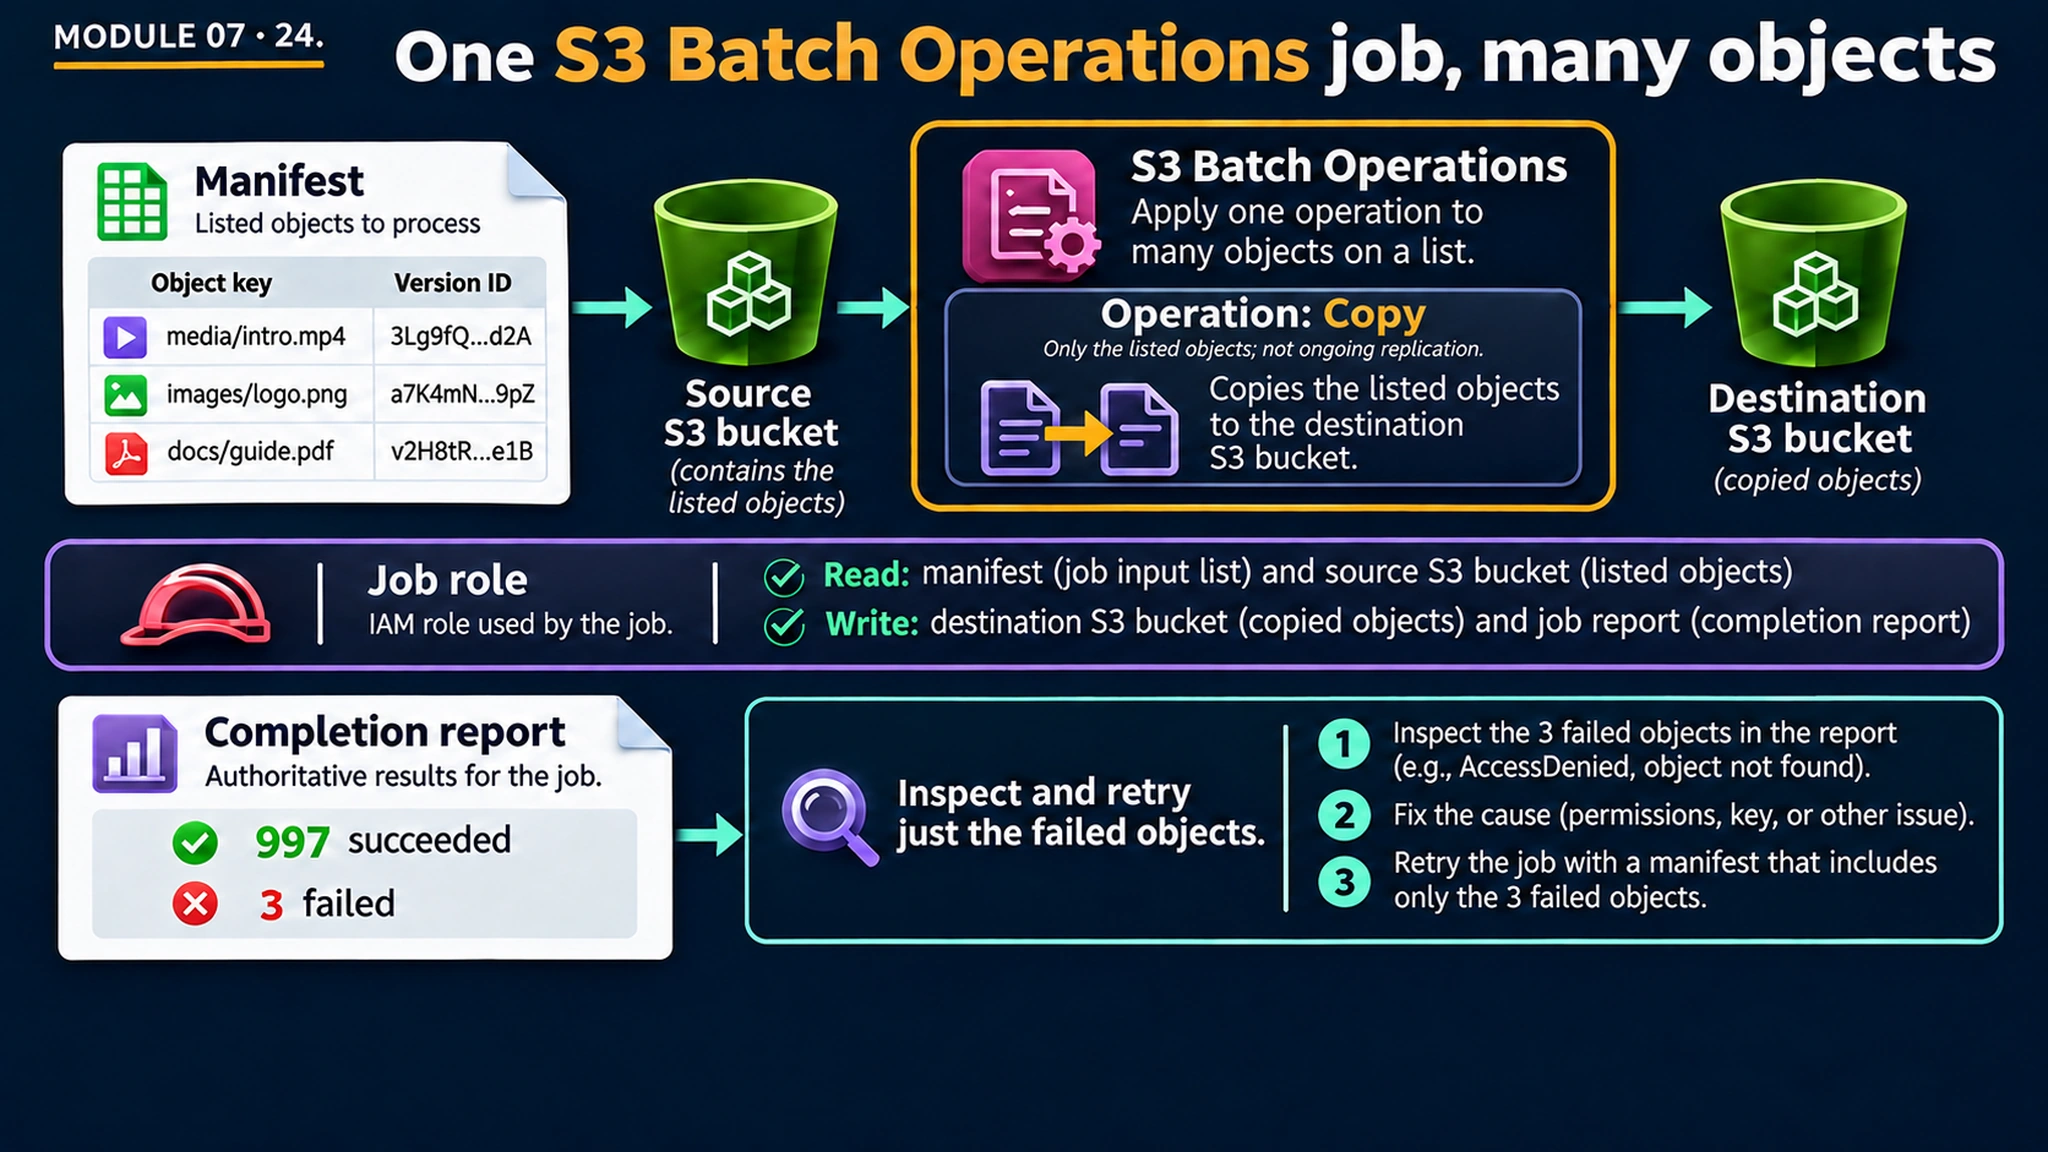 MODULE 07 • 24.
One S3 Batch Operations job, many objects
Manifest
Listed objects to process
Object key Version ID
media/intro.mp4 3Lg9fQ...d2A
images/logo.png a7K4mN...9pZ
docs/guide.pdf v2H8tR...e1B
Source
S3 bucket
(contains the
listed objects)
S3 Batch Operations
Apply one operation to
many objects on a list.
Operation: Copy
Only the listed objects; not ongoing replication.
Copies the listed objects
to the destination
S3 bucket.
Destination
S3 bucket
(copied objects)
Job role
IAM role used by the job.
Read: manifest (job input list) and source S3 bucket (listed objects)
Write: destination S3 bucket (copied objects) and job report (completion report)
Completion report
Authoritative results for the job.
997 succeeded
3 failed
Inspect and retry
just the failed objects.
1 Inspect the 3 failed objects in the report
(e.g., AccessDenied, object not found).
2 Fix the cause (permissions, key, or other issue).
3 Retry the job with a manifest that includes
only the 3 failed objects.